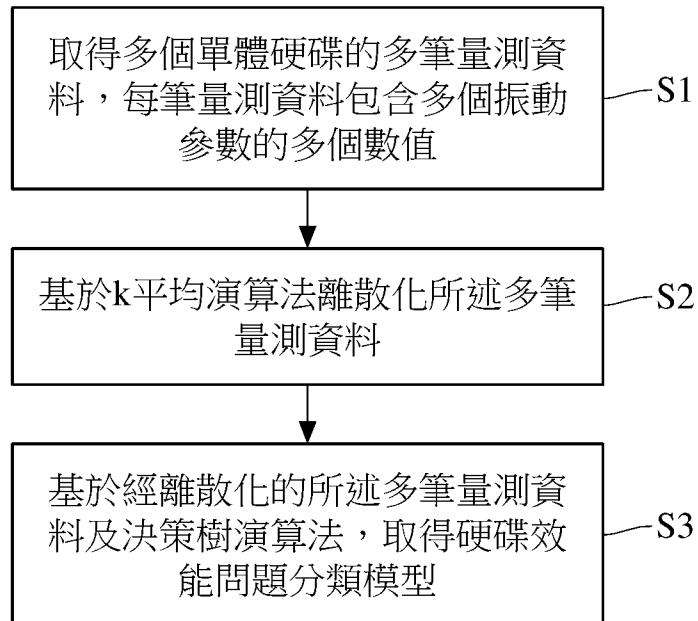 取得多個單體硬碟的多筆量測資
料，每筆量測資料包含多個振動
參數的多個數值
S1
基於k平均演算法離散化所述多筆
量測資料
S2
基於經離散化的所述多筆量測資
料及決策樹演算法，取得硬碟效
能問題分類模型
S3